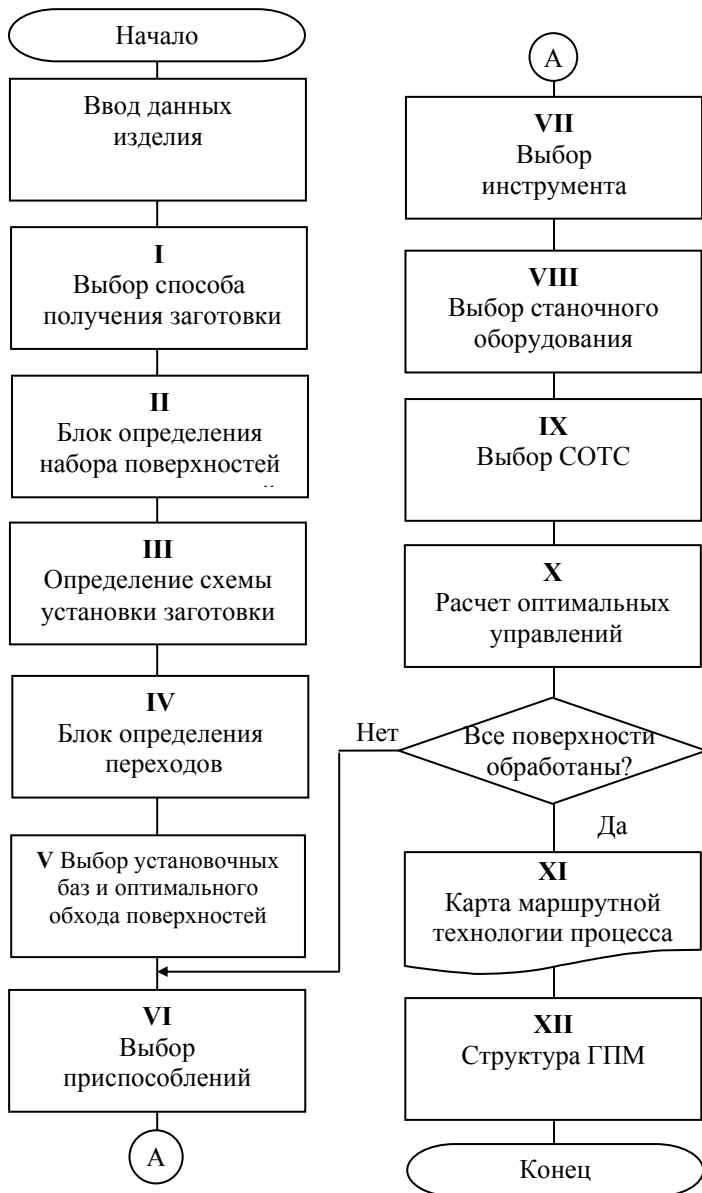 Начало
Ввод данных
изделия
I
Выбор способа
получения заготовки
II
Блок определения
набора поверхностей
III
Определение схемы
установки заготовки
IV
Блок определения
переходов
V Выбор установочных
баз и оптимального
обхода поверхностей
VI
Выбор
приспособлений
А
А
VII
Выбор
инструмента
VIII
Выбор станочного
оборудования
IX
Выбор СОТС
X
Расчет оптимальных
управлений
Все поверхности
обработаны?
Нет
Да
XI
Карта маршрутной
технологии процесса
XII
Структура ГПМ
Конец